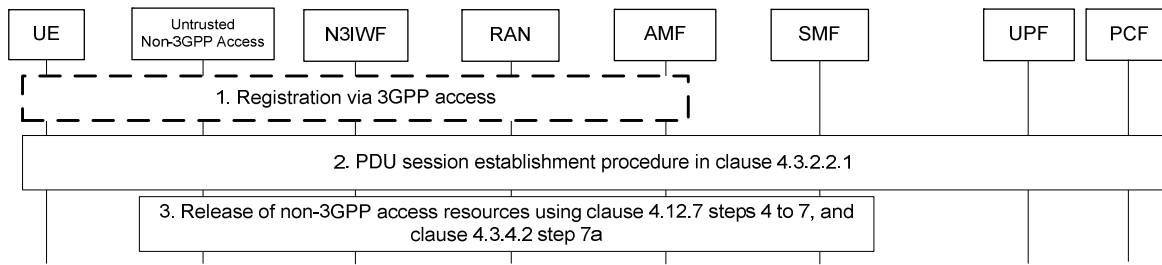 UE
Untrusted
Non-3GPP Access
N3IWF
RAN
AMF
SMF
UPF
PCF
1. Registration via 3GPP access
2. PDU session establishment procedure in clause 4.3.2.2.1
3. Release of non-3GPP access resources using clause 4.12.7 steps 4 to 7, and
clause 4.3.4.2 step 7a